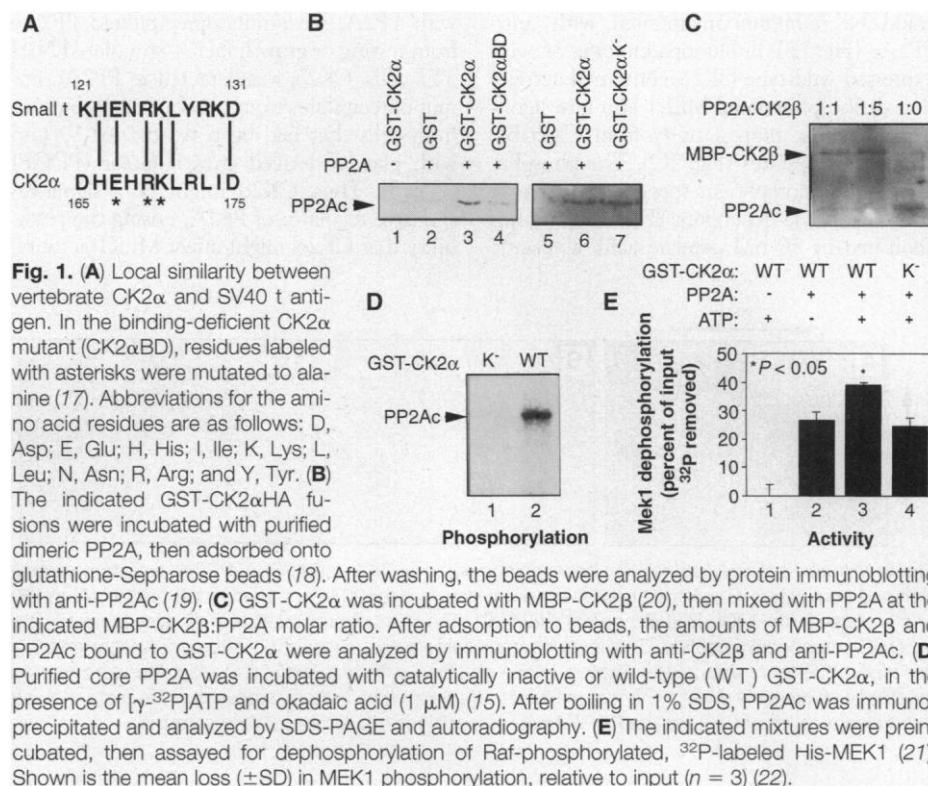 A
121 131
Small t KHENRKLYRKD
CK2α DHEHRKLRLID
165 * ** 175
B
GST-CK2α
GST
GST-CK2α
GST-CK2αBD
GST
GST-CK2α
GST-CK2αK-
PP2A - + + + + + +
PP2Ac
1 2 3 4 5 6 7
C
PP2A:CK2β 1:1 1:5 1:0
MBP-CK2β
PP2Ac
D
GST-CK2α K- WT
PP2Ac
1 2
Phosphorylation
E
GST-CK2α: WT WT WT K-
PP2A: + + +
ATP: + - + +
Mek1 dephosphorylation
(percent of input
32P removed)
50
40
30
20
10
0
*P < 0.05
*
1 2 3 4
Activity
Fig. 1. (A) Local similarity between
vertebrate CK2α and SV40 t anti-
gen. In the binding-deficient CK2α
mutant (CK2αBD), residues labeled
with asterisks were mutated to ala-
nine (17). Abbreviations for the ami-
no acid residues are as follows: D,
Asp; E, Glu; H, His; I, Ile; K, Lys; L,
Leu; N, Asn; R, Arg; and Y, Tyr. (B)
The indicated GST-CK2αHA fu-
sions were incubated with purified
dimeric PP2A, then adsorbed onto
glutathione-Sepharose beads (18). After washing, the beads were analyzed by protein immunoblotting
with anti-PP2Ac (19). (C) GST-CK2α was incubated with MBP-CK2β (20), then mixed with PP2A at the
indicated MBP-CK2β:PP2A molar ratio. After adsorption to beads, the amounts of MBP-CK2β and
PP2Ac bound to GST-CK2α were analyzed by immunoblotting with anti-CK2β and anti-PP2Ac. (D
Purified core PP2A was incubated with catalytically inactive or wild-type (WT) GST-CK2α, in the
presence of [γ-32P]ATP and okadaic acid (1 μM) (15). After boiling in 1% SDS, PP2Ac was immuno
precipitated and analyzed by SDS-PAGE and autoradiography. (E) The indicated mixtures were prein
cubated, then assayed for dephosphorylation of Raf-phosphorylated, 32P-labeled His-MEK1 (21)
Shown is the mean loss (±SD) in MEK1 phosphorylation, relative to input (n = 3) (22).